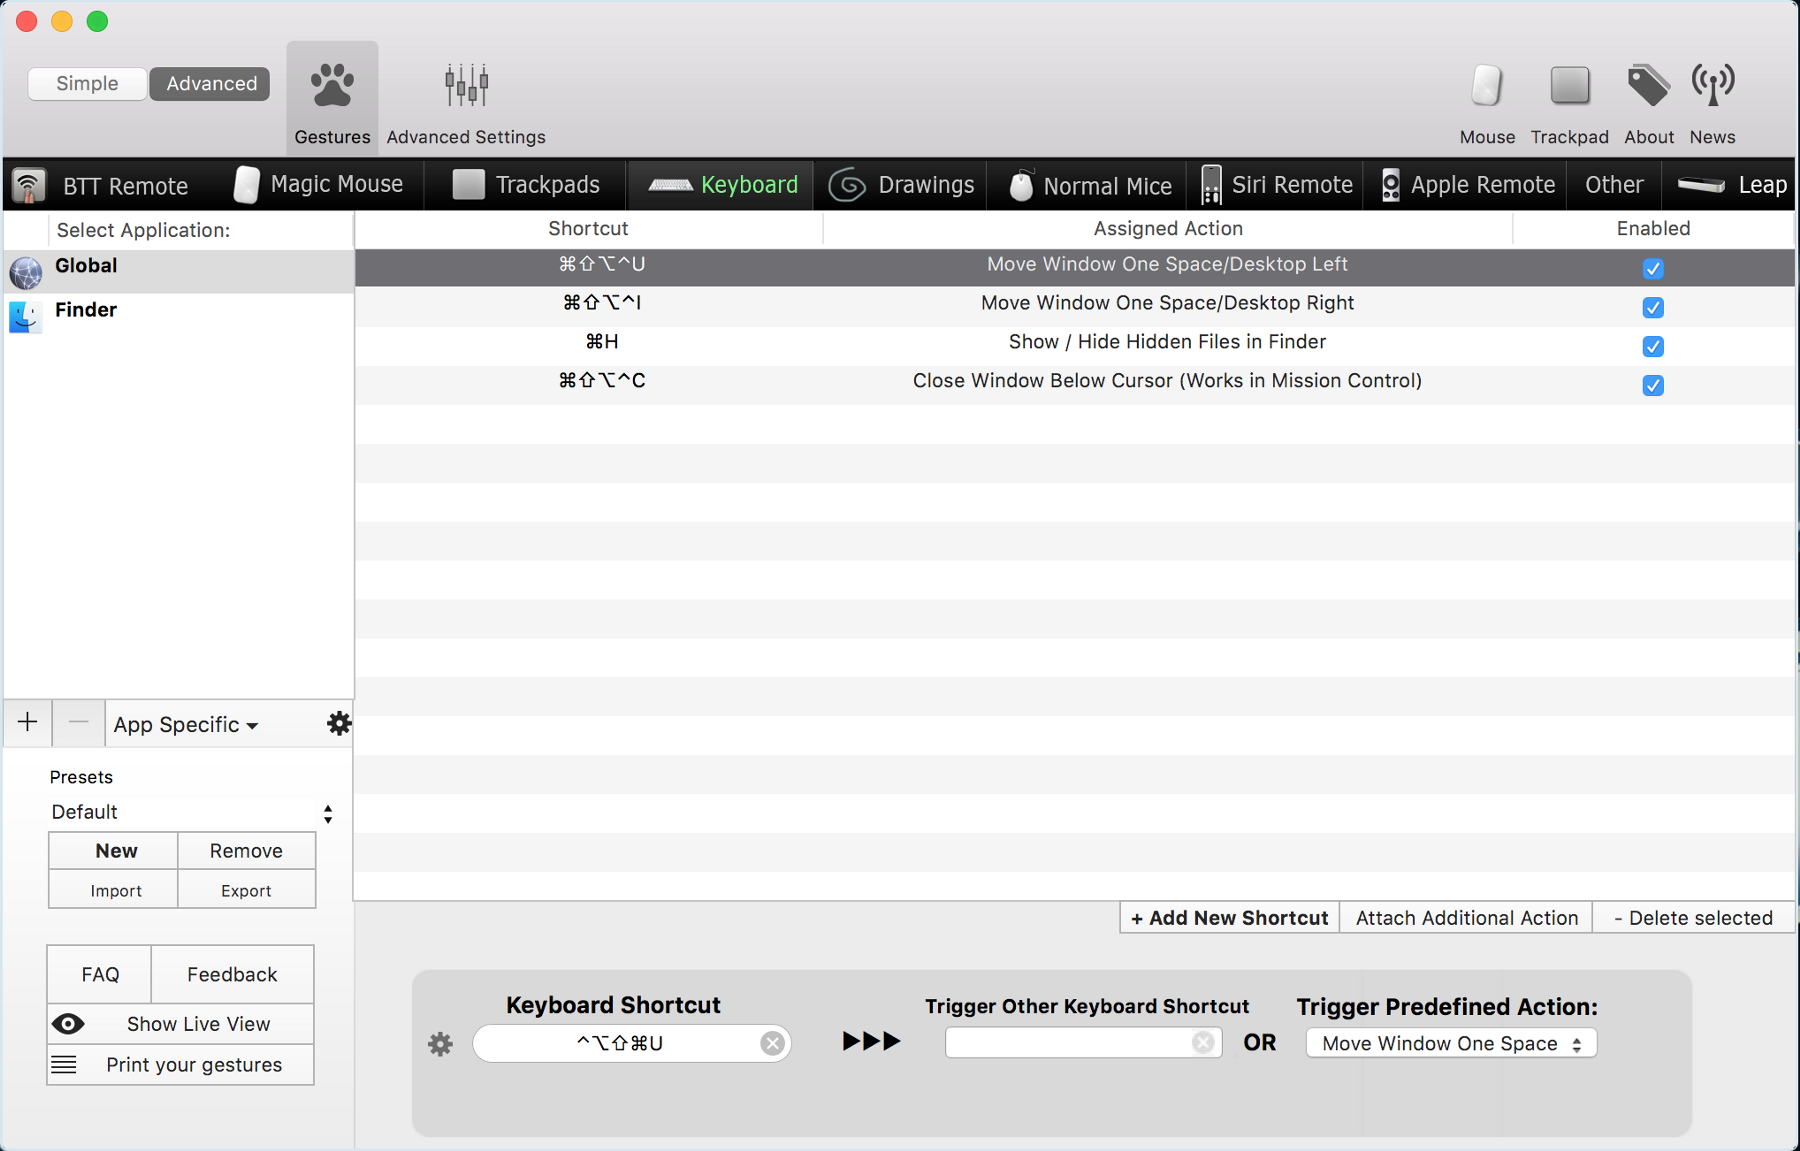 Simple
Advanced
Gestures
Advanced Settings
Mouse
Trackpad
About
News
BTT Remote
Magic Mouse
Trackpads
Keyboard
Drawings
Normal Mice
Siri Remote
Apple Remote
Other
Leap
Select Application:
Shortcut
Assigned Action
Enabled
Global
⌘⇧⌥^U
Move Window One Space/Desktop Left
Finder
⌘⇧⌥^I
Move Window One Space/Desktop Right
⌘H
Show / Hide Hidden Files in Finder
⌘⇧⌥^C
Close Window Below Cursor (Works in Mission Control)
App Specific
Presets
Default
New
Remove
Import
Export
+ Add New Shortcut
Attach Additional Action
- Delete selected
FAQ
Feedback
Show Live View
Print your gestures
Keyboard Shortcut
Trigger Other Keyboard Shortcut
Trigger Predefined Action:
^⌥⇧⌘U
OR
Move Window One Space